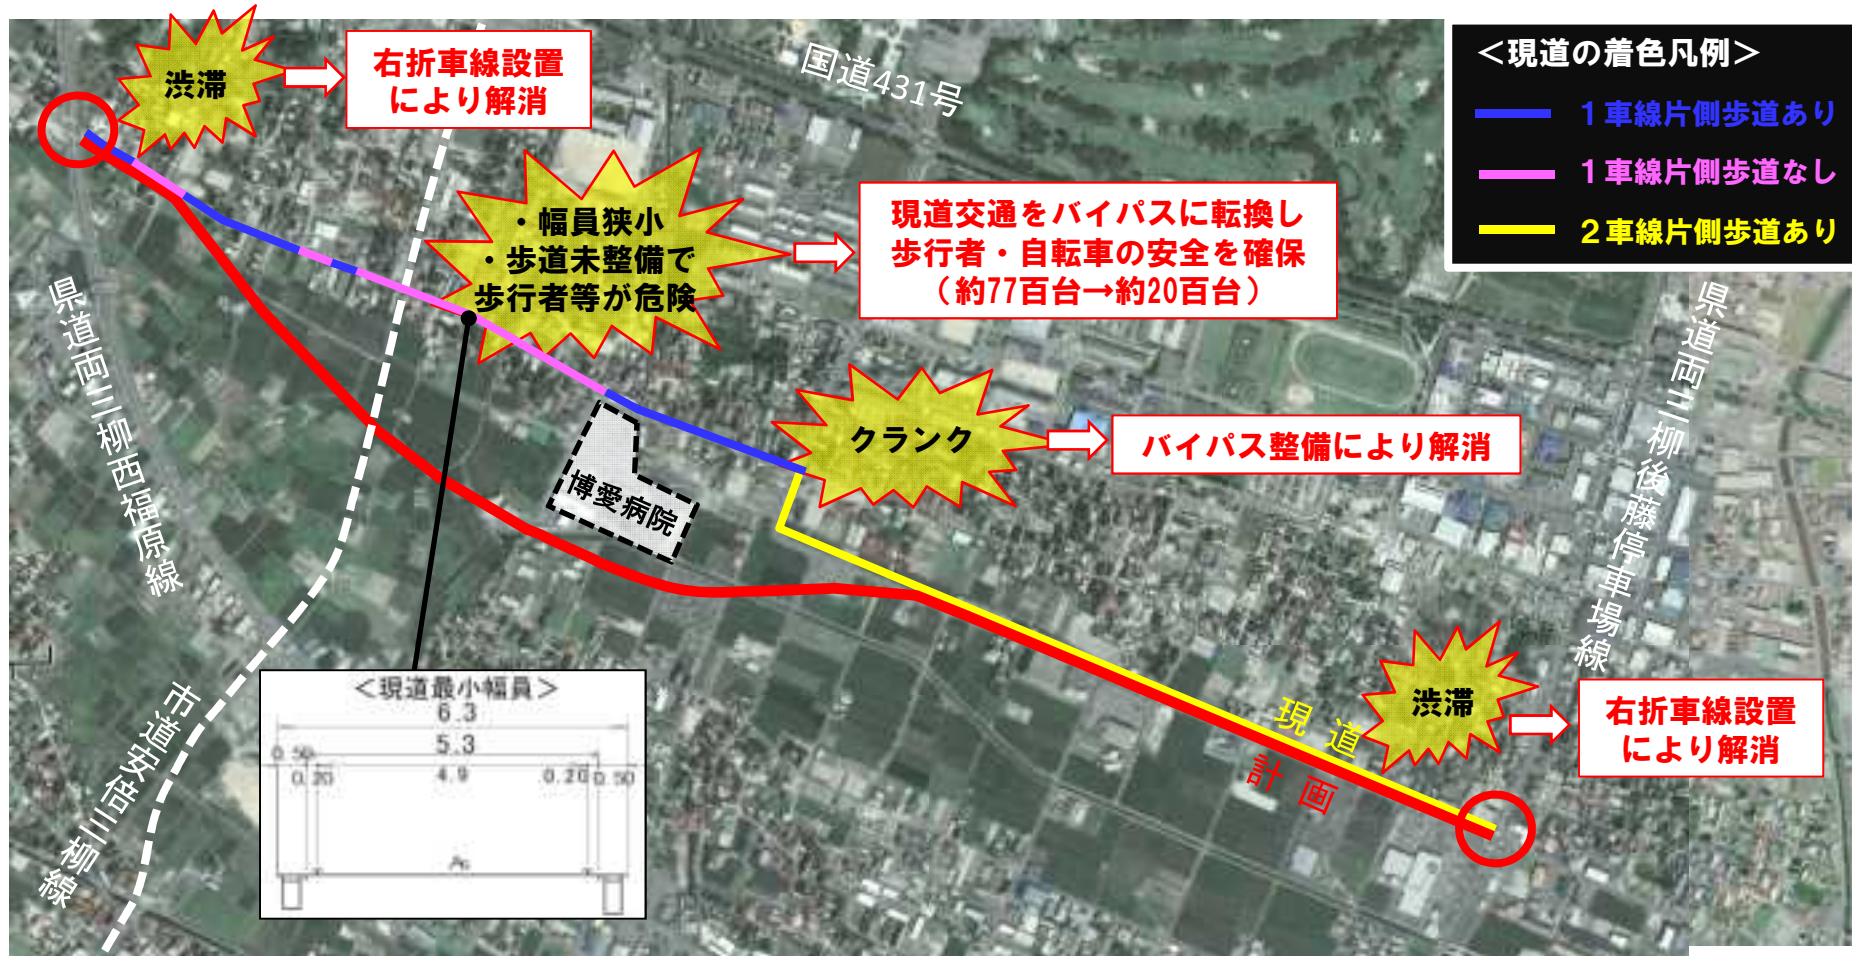 渋滞
右折車線設置
により解消
国道431号
＜現道の着色凡例＞
１車線片側歩道あり
１車線片側歩道なし
２車線片側歩道あり
・幅員狭小
・歩道未整備で
歩行者等が危険
現道交通をバイパスに転換し
歩行者・自転車の安全を確保
（約77百台→約20百台）
県道両三柳西福原線
県道両三柳後藤停車場線
クランク
バイパス整備により解消
博愛病院
市道安倍三柳線
＜現道最小幅員＞
6.3
0.50
5.3
0.20
4.9
0.20
0.50
As
現道
計画
渋滞
右折車線設置
により解消